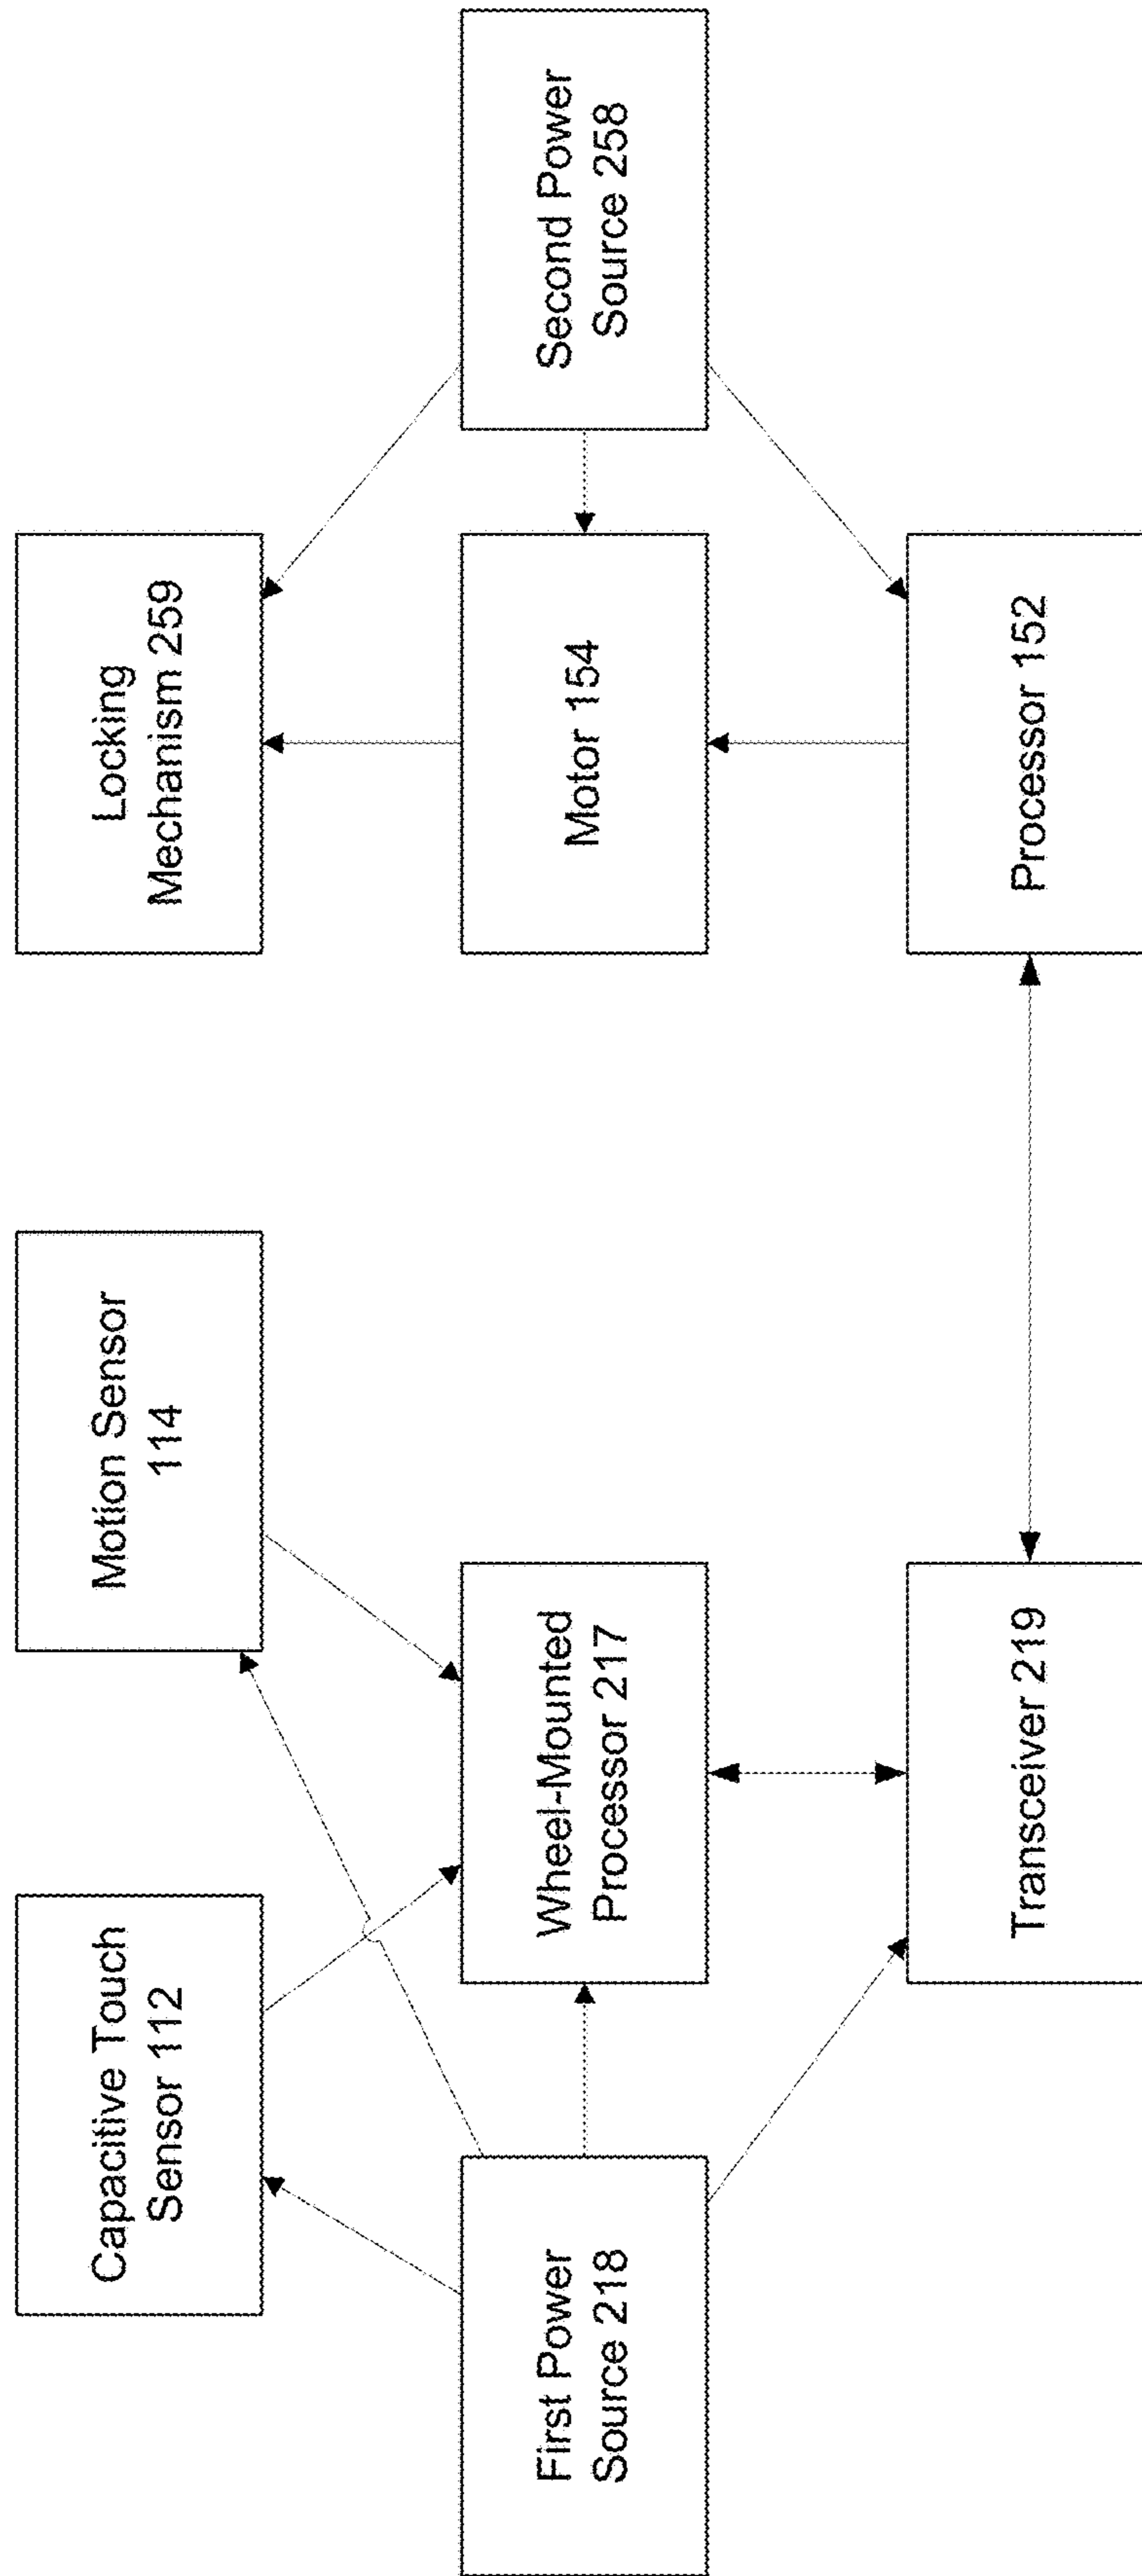 Capacitive Touch
Sensor 112
Motion Sensor
114
Locking
Mechanism 259
First Power
Source 218
Wheel-Mounted
Processor 217
Motor 154
Second Power
Source 258
Transceiver 219
Processor 152